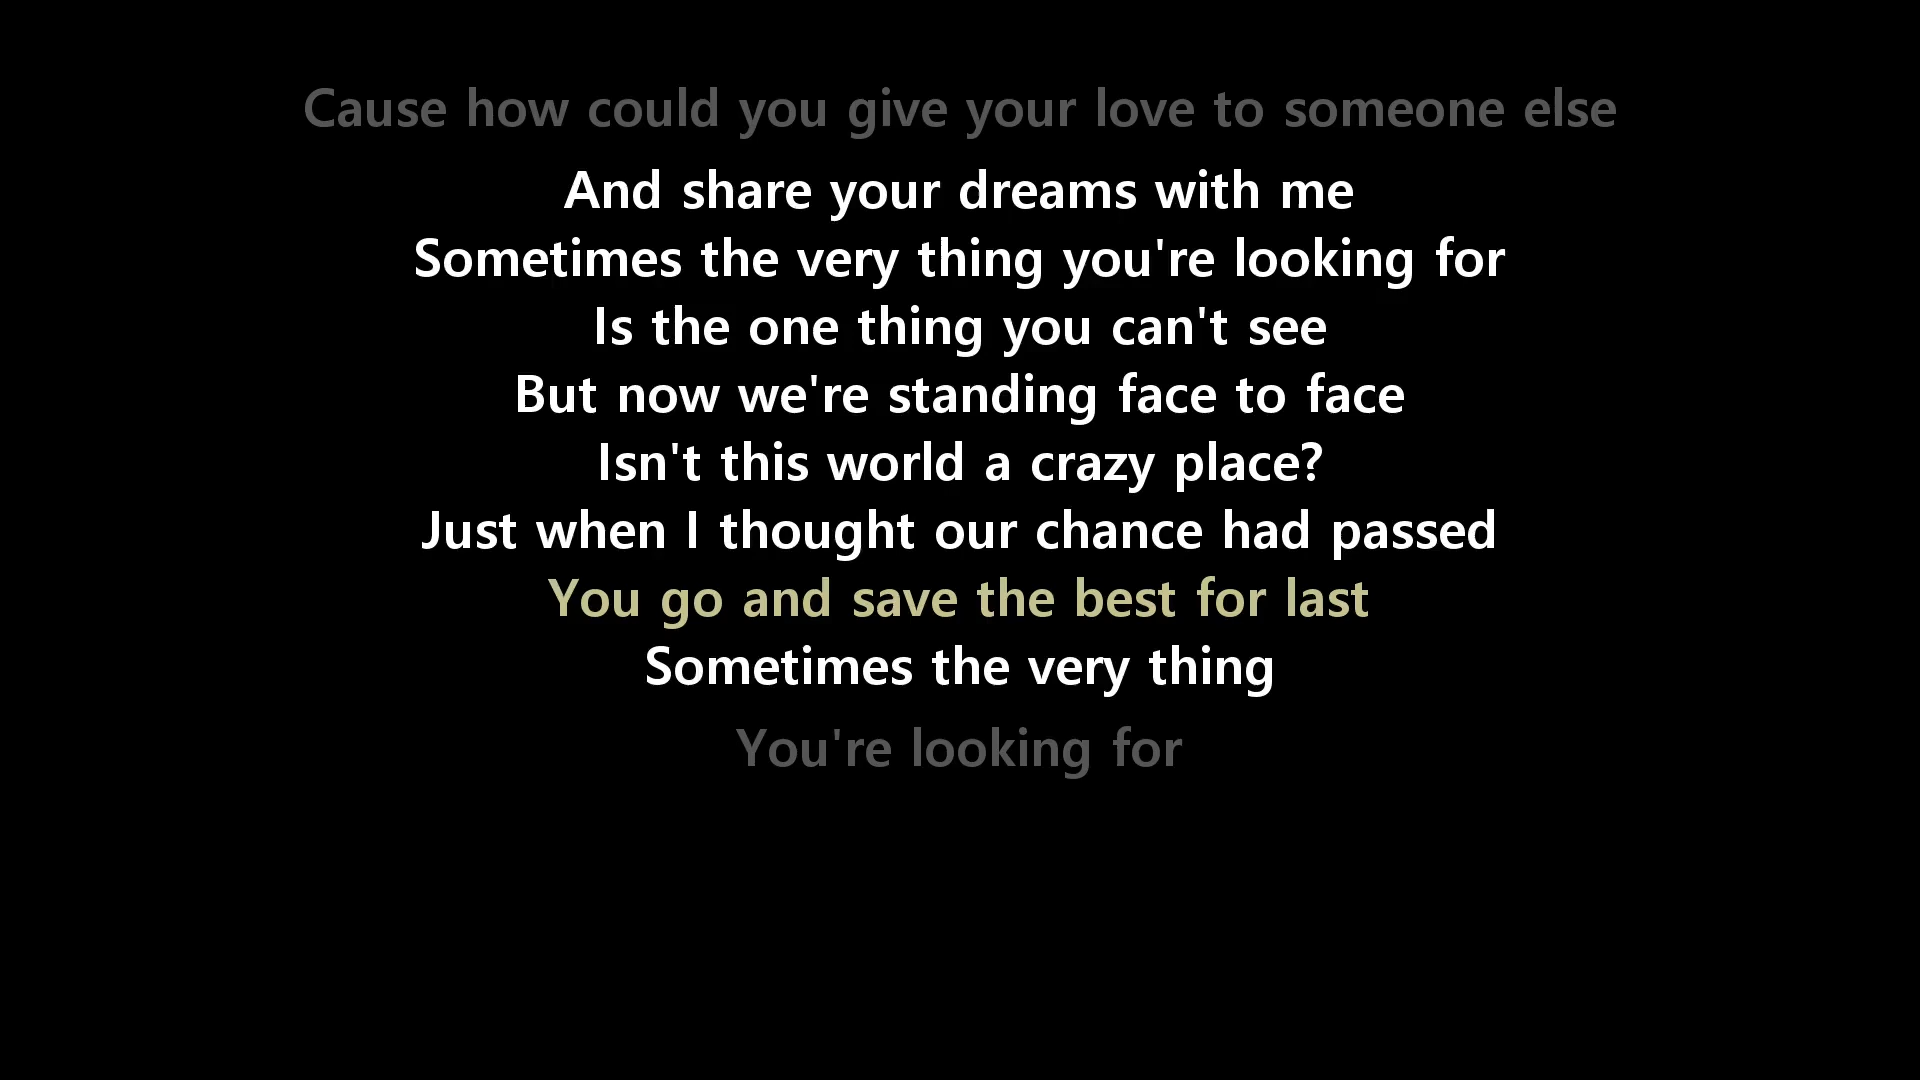 Cause how could you give your love to someone else
And share your dreams with me
Sometimes the very thing you're looking for
Is the one thing you can't see
But now we're standing face to face
Isn't this world a crazy place?
Just when I thought our chance had passed
You go and save the best for last
Sometimes the very thing
You're looking for